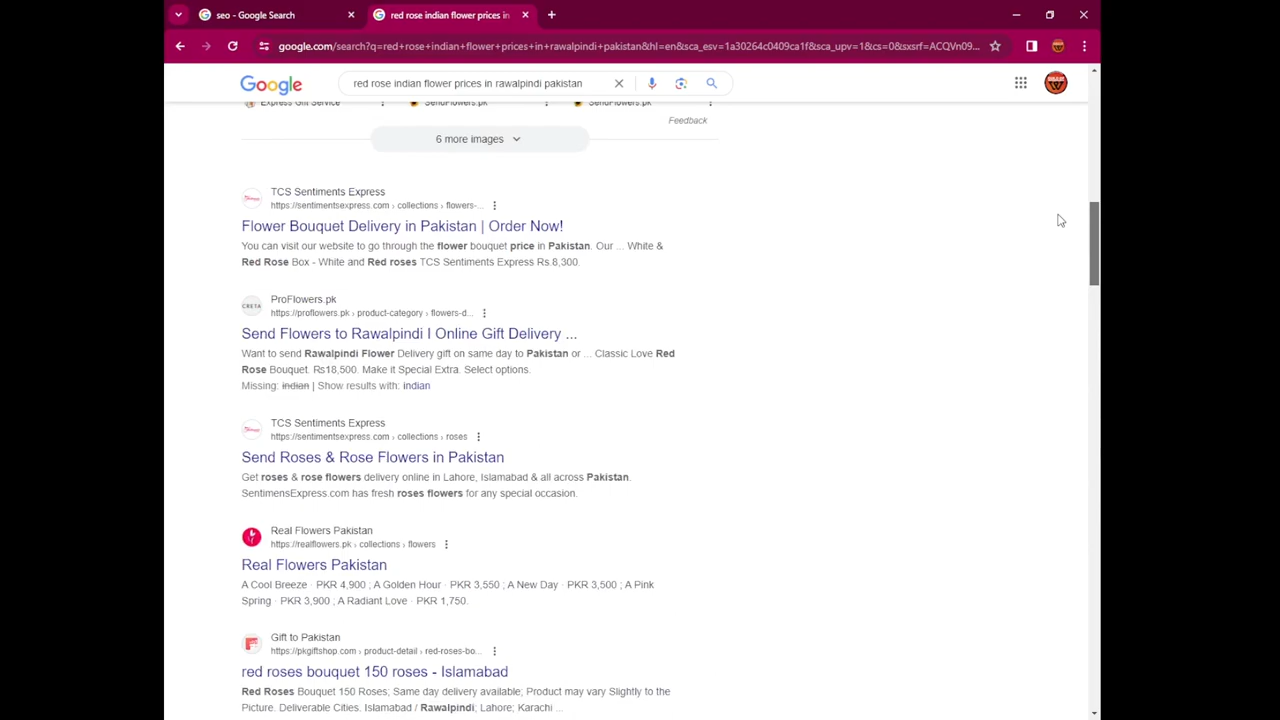 seo - Google Search
red rose indian flower prices in
google.com/search?q=red+rose+indian+flower+prices+in+rawalpindi+pakistan&hl=en&sca_esv=1a30264c0409ca1f&sca_upv=1&cs=0&sxsrf=ACQVn09...
Google
red rose indian flower prices in rawalpindi pakistan
Express Gift Service
SendFlowers.pk
SendFlowers.pk
Feedback
6 more images
TCS Sentiments Express
https://sentimentsexpress.com › collections › flowers-...
Flower Bouquet Delivery in Pakistan | Order Now!
You can visit our website to go through the flower bouquet price in Pakistan. Our ... White &
Red Rose Box - White and Red roses TCS Sentiments Express Rs.8,300.
CRETA
ProFlowers.pk
https://proflowers.pk › product-category › flowers-d...
Send Flowers to Rawalpindi I Online Gift Delivery ...
Want to send Rawalpindi Flower Delivery gift on same day to Pakistan or ... Classic Love Red
Rose Bouquet. ₨18,500. Make it Special Extra. Select options.
Missing: indian | Show results with: indian
TCS Sentiments Express
https://sentimentsexpress.com › collections › roses
Send Roses & Rose Flowers in Pakistan
Get roses & rose flowers delivery online in Lahore, Islamabad & all across Pakistan.
SentimensExpress.com has fresh roses flowers for any special occasion.
Real Flowers Pakistan
https://realflowers.pk › collections › flowers
Real Flowers Pakistan
A Cool Breeze · PKR 4,900 ; A Golden Hour · PKR 3,550 ; A New Day · PKR 3,500 ; A Pink
Spring · PKR 3,900 ; A Radiant Love · PKR 1,750.
Gift to Pakistan
https://pkgiftshop.com › product-detail › red-roses-bo...
red roses bouquet 150 roses - Islamabad
Red Roses Bouquet 150 Roses; Same day delivery available; Product may vary Slightly to the
Picture. Deliverable Cities. Islamabad / Rawalpindi; Lahore; Karachi ...